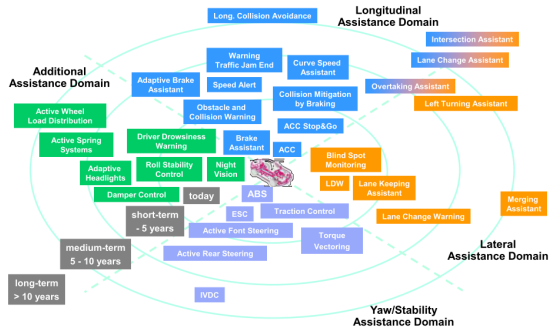 Long. Collision Avoidance
Longitudinal
Assistance Domain
Intersection Assistant
Lane Change Assistant
Warning
Traffic Jam End
Curve Speed
Assistant
Additional
Assistance Domain
Adaptive Brake
Assistant
Speed Alert
Overtaking Assistant
Left Turning Assistant
Collision Mitigation
by Braking
Active Wheel
Load Distribution
Obstacle and
Collision Warning
ACC Stop&Go
Active Spring
Systems
Driver Drowsiness
Warning
Brake
Assistant
ACC
Blind Spot
Monitoring
Adaptive
Headlights
Roll Stability
Control
Night
Vision
LDW
Lane Keeping
Assistant
Damper Control
today
ABS
Merging
Assistant
short-term
- 5 years
ESC
Traction Control
Lane Change Warning
Active Font Steering
Torque
Vectoring
medium-term
5 - 10 years
Active Rear Steering
Lateral
Assistance Domain
long-term
> 10 years
IVDC
Yaw/Stability
Assistance Domain